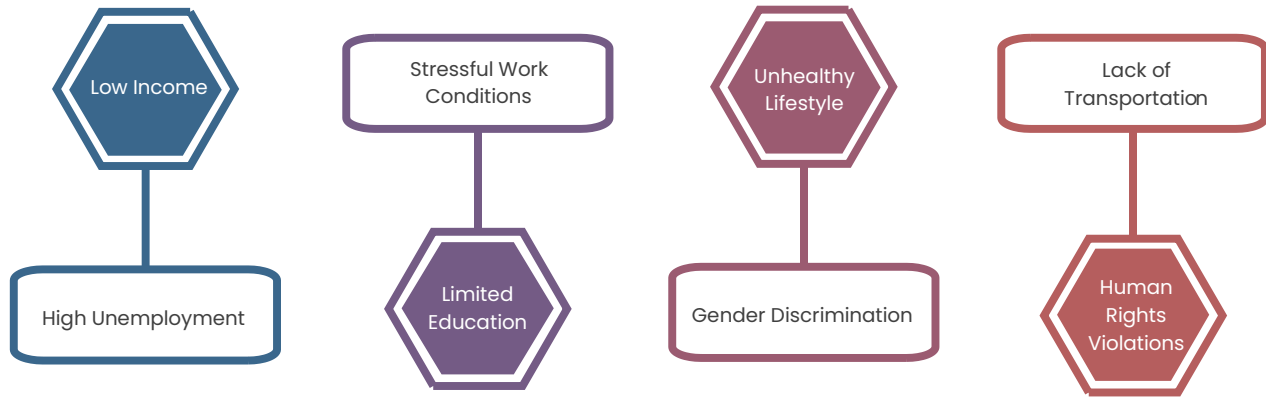 Low Income
High Unemployment
Stressful Work
Conditions
Limited
Education
Unhealthy
Lifestyle
Gender Discrimination
Lack of
Transportation
Human
Rights
Violations